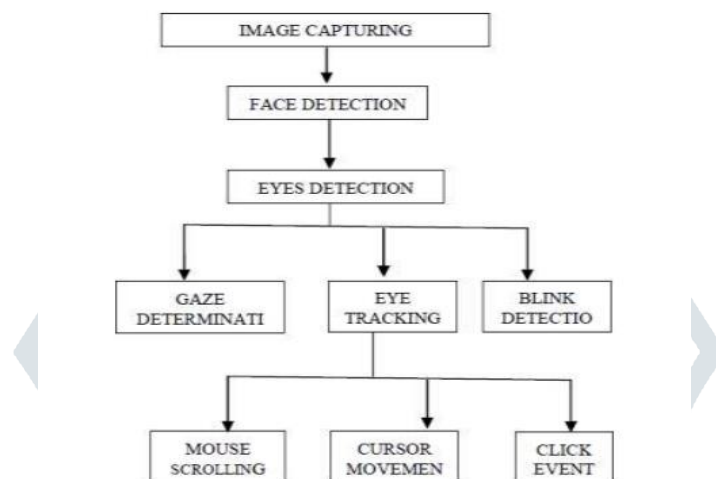 IMAGE CAPTURING
FACE DETECTION
EYES DETECTION
GAZE
DETERMINATI
EYE
TRACKING
BLINK
DETECTIO
MOUSE
SCROLLING
CURSOR
MOVEMEN
CLICK
EVENT